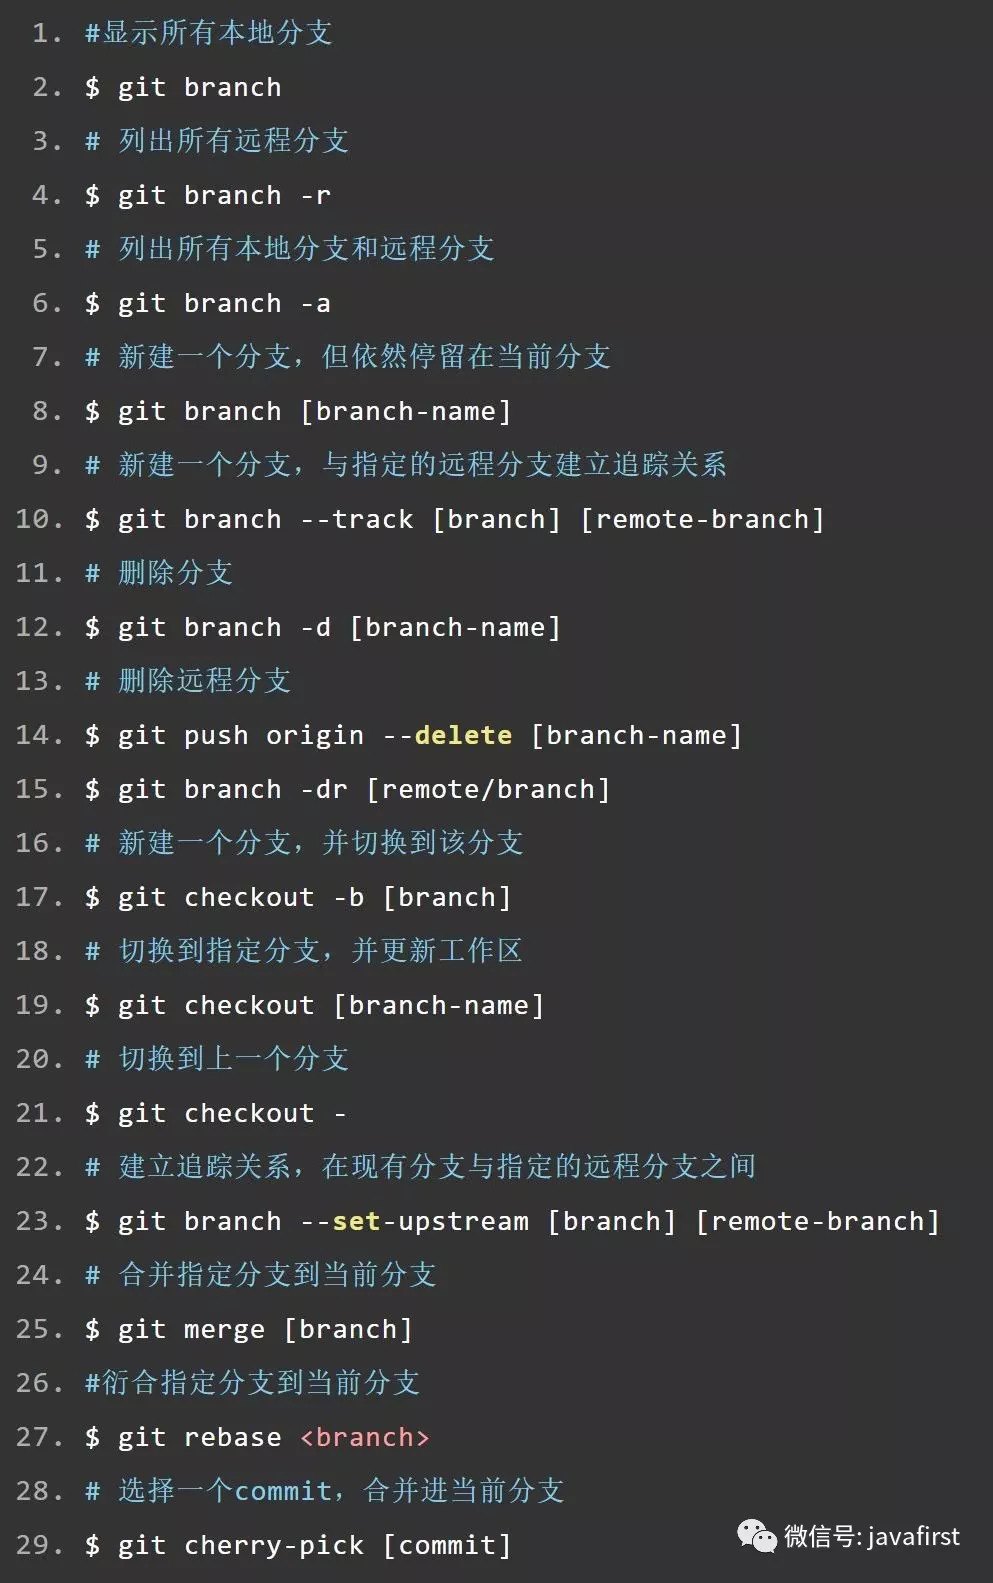 1. #显示所有本地分支
2. $ git branch
3. # 列出所有远程分支
4. $ git branch -r
5. # 列出所有本地分支和远程分支
6. $ git branch -a
7. # 新建一个分支，但依然停留在当前分支
8. $ git branch [branch-name]
9. # 新建一个分支，与指定的远程分支建立追踪关系
10. $ git branch --track [branch] [remote-branch]
11. # 删除分支
12. $ git branch -d [branch-name]
13. # 删除远程分支
14. $ git push origin --delete [branch-name]
15. $ git branch -dr [remote/branch]
16. # 新建一个分支，并切换到该分支
17. $ git checkout -b [branch]
18. # 切换到指定分支，并更新工作区
19. $ git checkout [branch-name]
20. # 切换到上一个分支
21. $ git checkout -
22. # 建立追踪关系，在现有分支与指定的远程分支之间
23. $ git branch --set-upstream [branch] [remote-branch]
24. # 合并指定分支到当前分支
25. $ git merge [branch]
26. #衍合指定分支到当前分支
27. $ git rebase <branch>
28. # 选择一个commit，合并进当前分支
29. $ git cherry-pick [commit]
微信号: javafirst